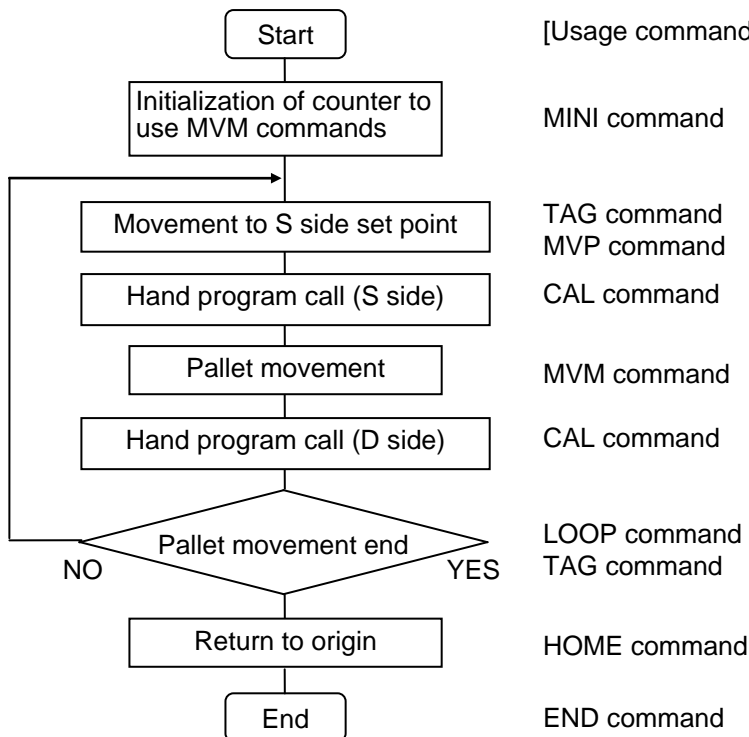 Start
[Usage command
Initialization of counter to
use MVM commands
MINI command
Movement to S side set point
TAG command
MVP command
Hand program call (S side)
CAL command
Pallet movement
MVM command
Hand program call (D side)
CAL command
Pallet movement end
NO
YES
LOOP command
TAG command
Return to origin
HOME command
End
END command